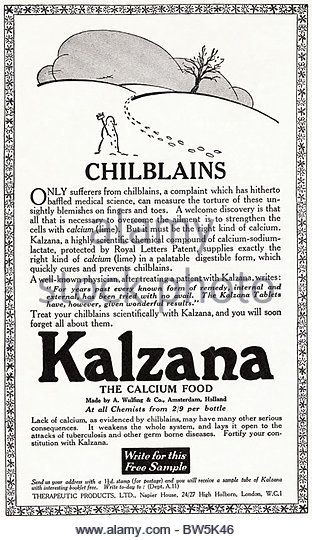 CHILBLAINS
ONLY sufferers from chilblains, a complaint which has hitherto
baffled medical science, can measure the torture of these un-
sightly blemishes on fingers and toes. A welcome discovery is that
all that is necessary to overcome the ailment is to strengthen the
cells with calcium (lime). But it must be the right kind of calcium.
Kalzana, a highly-efficient chemical compound of calcium-sodium-
lactate, protected by Royal Letters Patent, supplies exactly the
right kind of calcium (lime) in a palatable digestible form, which
quickly cures and prevents chilblains.
A well-known doctor, after treating a patient with Kalzana, writes:
" For years past every known form of remedy, internal and
external, has been tried with no avail. The Kalzana Tablets
have, however, given wonderful results."
Treat your chilblains scientifically with Kalzana, and you will soon
forget all about them.
Kalzana
THE CALCIUM FOOD
Made by A. Wulfing & Co., Amsterdam, Holland
At all Chemists from 2/9 per bottle
Lack of calcium, as evidenced by chilblains, may have many other serious
consequences. It weakens the whole system, and lays it open to the
attacks of tuberculosis and other germ borne diseases. Fortify your con-
stitution with Kalzana.
Write for this
Free Sample
Send us your address with a 1½d. stamp (for postage) and you will receive a sample tube of Kalzana
with interesting booklet free. Write to-day to: (Dept. A.11)
THERAPEUTIC PRODUCTS, LTD., Napier House, 24/27 High Holborn, London, W.C.1
alamy
stock photo
www.alamy.com - BW5K46